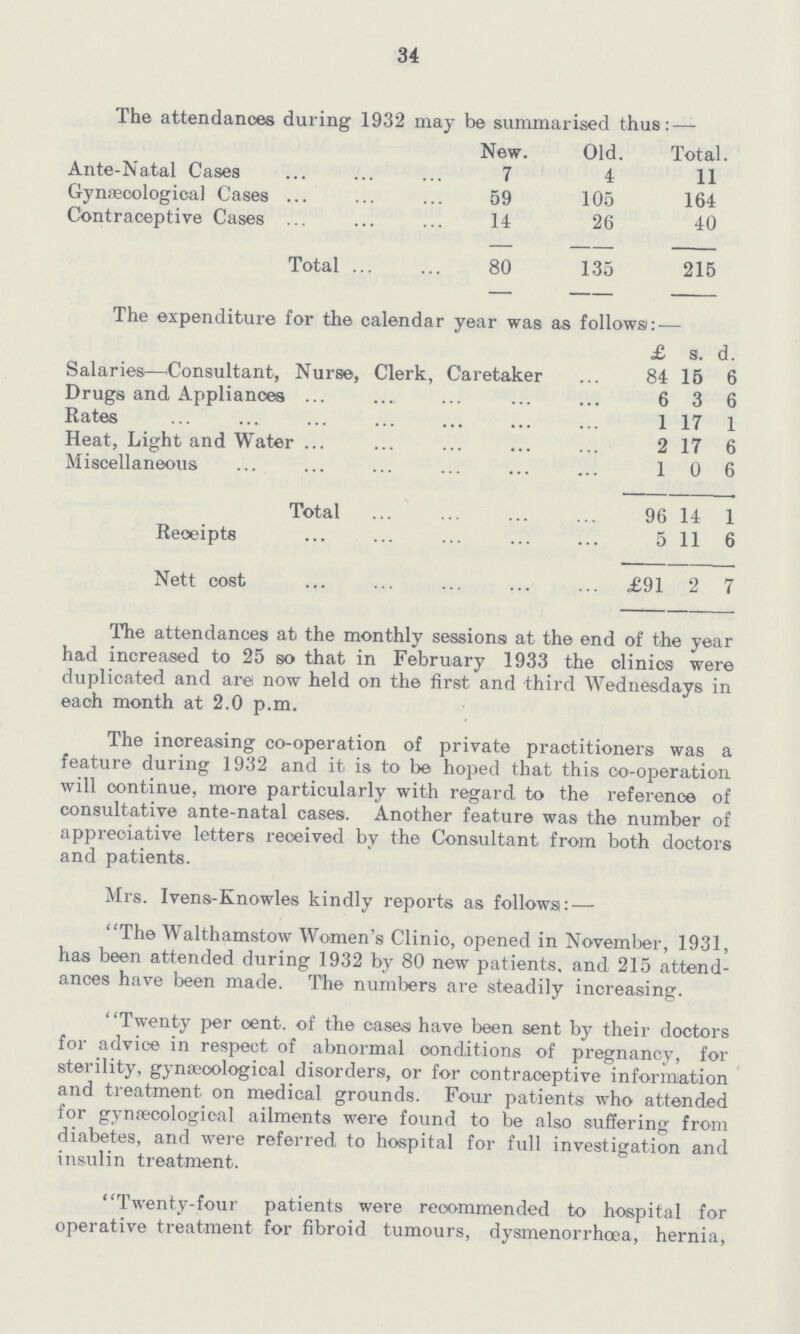 34
The attendances during 1932 may be summarised thus:—
New. Old. Total.
Ante-Natal Cases ... ... ... 7 4 11
Gynæcological Cases ... ... ... 59 105 164
Contraceptive Cases ... ... ... 14 26 40
Total ... ... 80 135 215
The expenditure for the calendar year was as follows:—
£ s. d.
Salaries—Consultant, Nurse, Clerk, Caretaker ... 84 15 6
Drugs and Appliances ... ... ... ... ... 6 3 6
Rates ... ... ... ... ... ... ... 1 17 1
Heat, Light and Water ... ... ... ... ... 2 17 6
Miscellaneous ... ... ... ... ... ... 1 0 6
Total ... ... ... ... 96 14 1
Receipts ... ... ... ... ... 5 11 6
Nett cost ... ... ... ... ... £91 2 7
The attendances at the monthly sessions at the end of the year
had increased to 25 so that in February 1933 the clinics were
duplicated and are now held on the first and third Wednesdays in
each month at 2.0 p.m.
The increasing co-operation of private practitioners was a
feature during 1932 and it is to be hoped that this co-operation
will continue, more particularly with regard to the reference of
consultative ante-natal cases. Another feature was the number of
appreciative letters received by the Consultant from both doctors
and patients.
Mrs. Ivens-Knowles kindly reports as follows:—
"The Walthamstow Women's Clinic, opened in November, 1931,
has been attended during 1932 by 80 new patients, and 215 attend-
ances have been made. The numbers are steadily increasing.
"Twenty per cent. of the cases have been sent by their doctors
for advice in respect of abnormal conditions of pregnancy, for
sterility, gynæcological disorders, or for contraceptive information
and treatment on medical grounds. Four patients who attended
for gynæcological ailments were found to be also suffering from
diabetes, and were referred to hospital for full investigation and
insulin treatment.
"Twenty-four patients were recommended to hospital for
operative treatment for fibroid tumours, dysmenorrhœa, hernia,